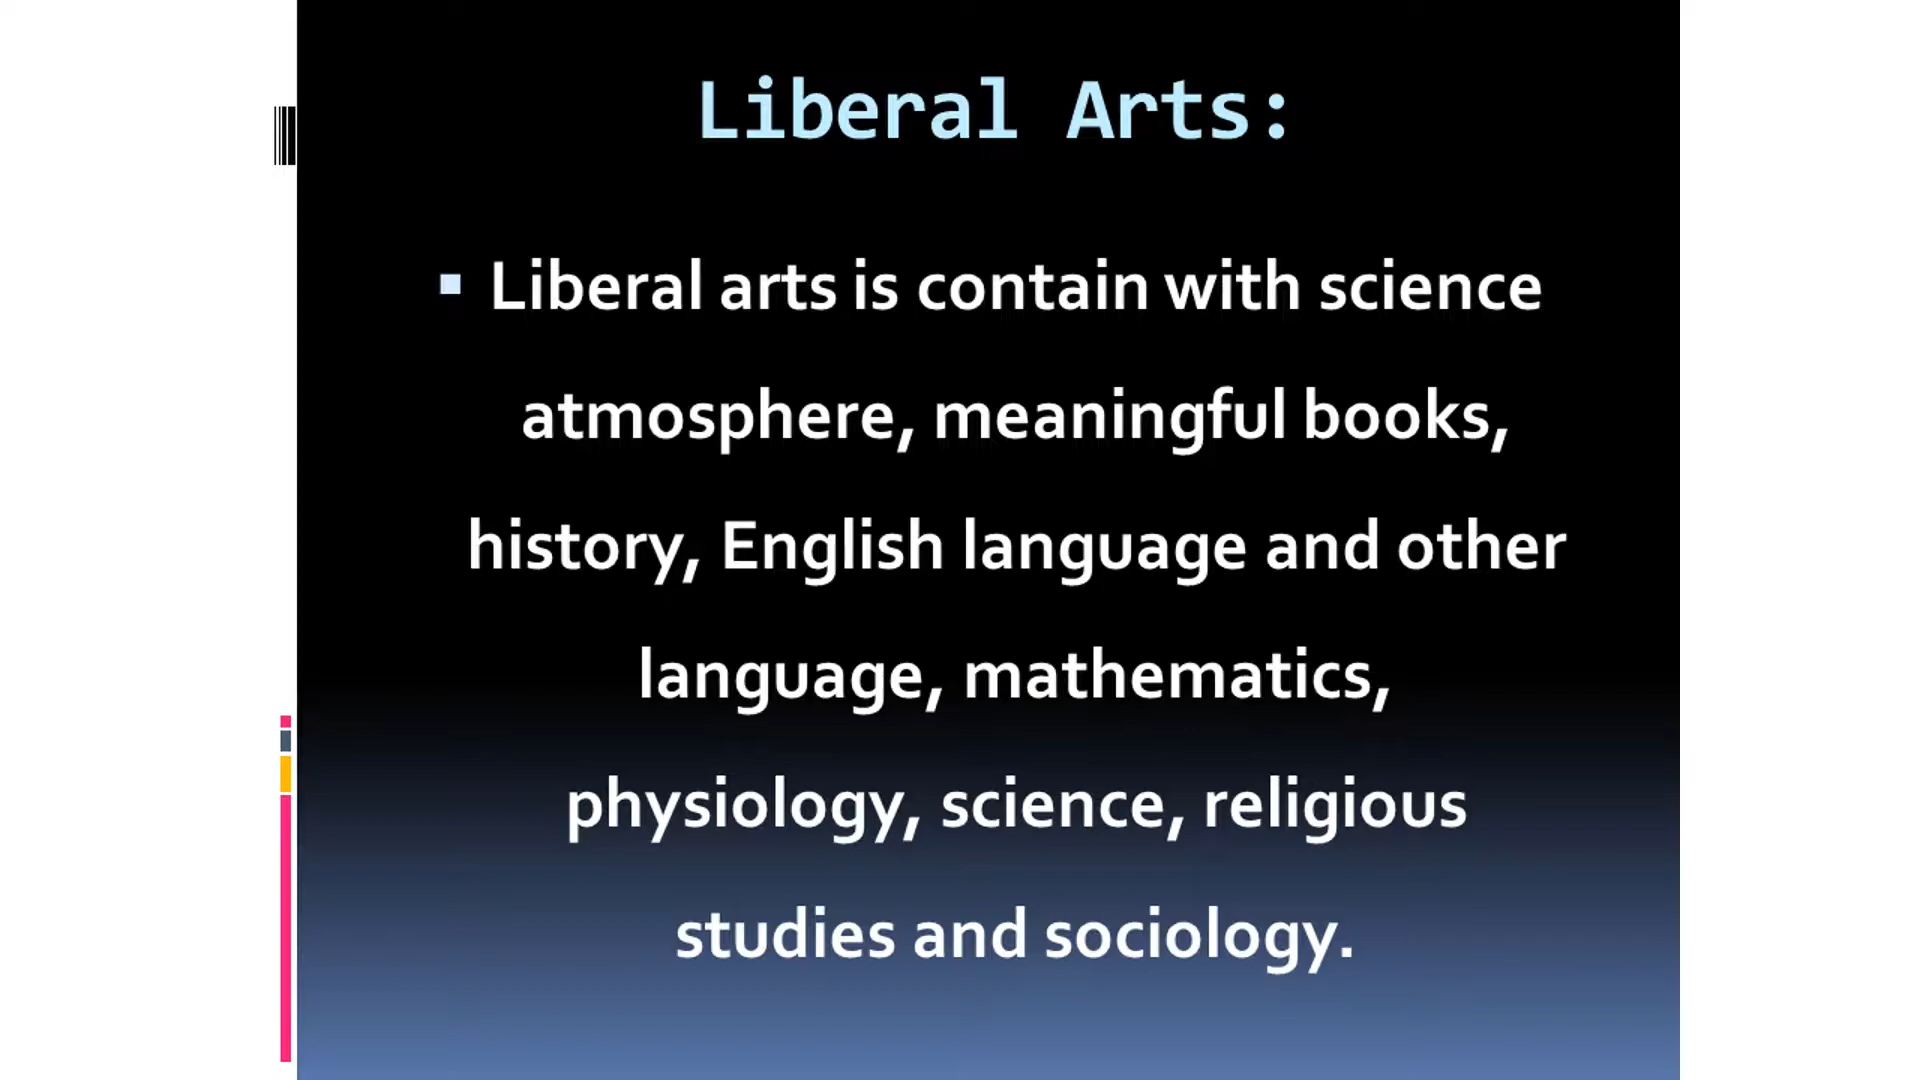 Liberal Arts:
Liberal arts is contain with science
atmosphere, meaningful books,
history, English language and other
language, mathematics,
physiology, science, religious
studies and sociology.